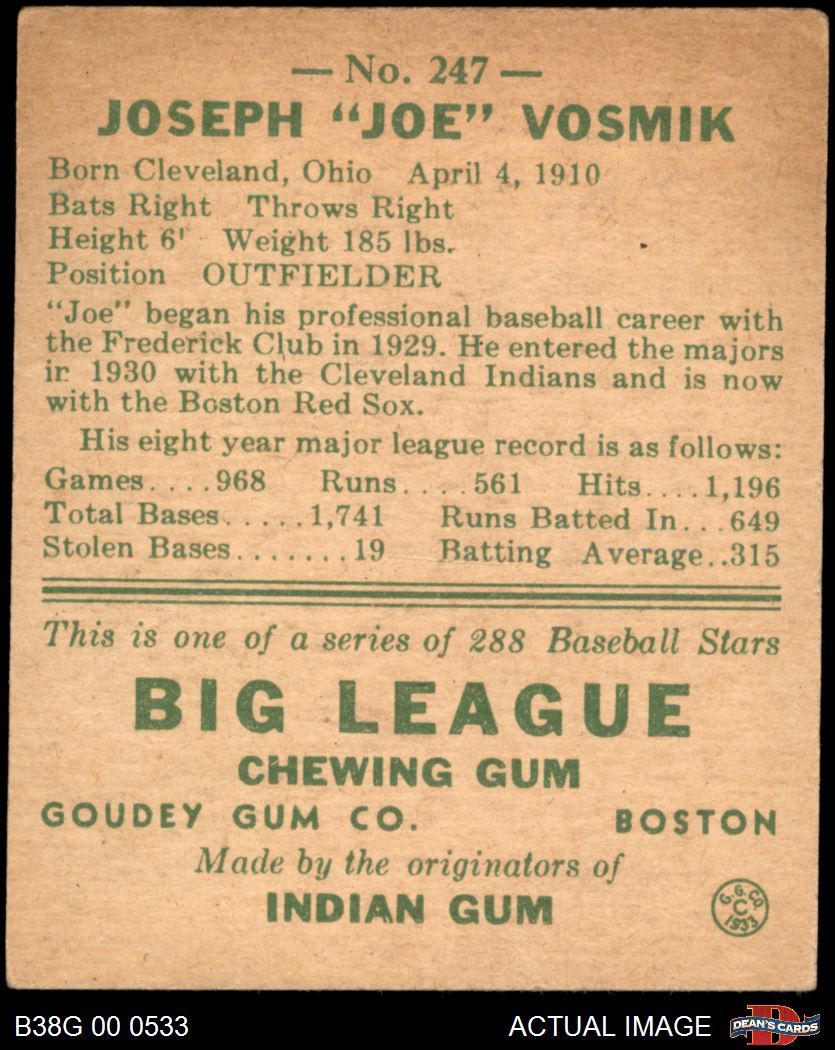 — No. 247 —
JOSEPH "JOE" VOSMIK
Born Cleveland, Ohio April 4, 1910
Bats Right Throws Right
Height 6' Weight 185 lbs.
Position OUTFIELDER
"Joe" began his professional baseball career with
the Frederick Club in 1929. He entered the majors
in 1930 with the Cleveland Indians and is now
with the Boston Red Sox.
His eight year major league record is as follows:
Games....968 Runs....561 Hits....1,196
Total Bases.....1,741 Runs Batted In...649
Stolen Bases.......19 Batting Average..315
This is one of a series of 288 Baseball Stars
BIG LEAGUE
CHEWING GUM
GOUDEY GUM CO. BOSTON
Made by the originators of
INDIAN GUM
G.G.CO.
C
1933
B38G 00 0533 ACTUAL IMAGE
D
DEAN'S CARDS